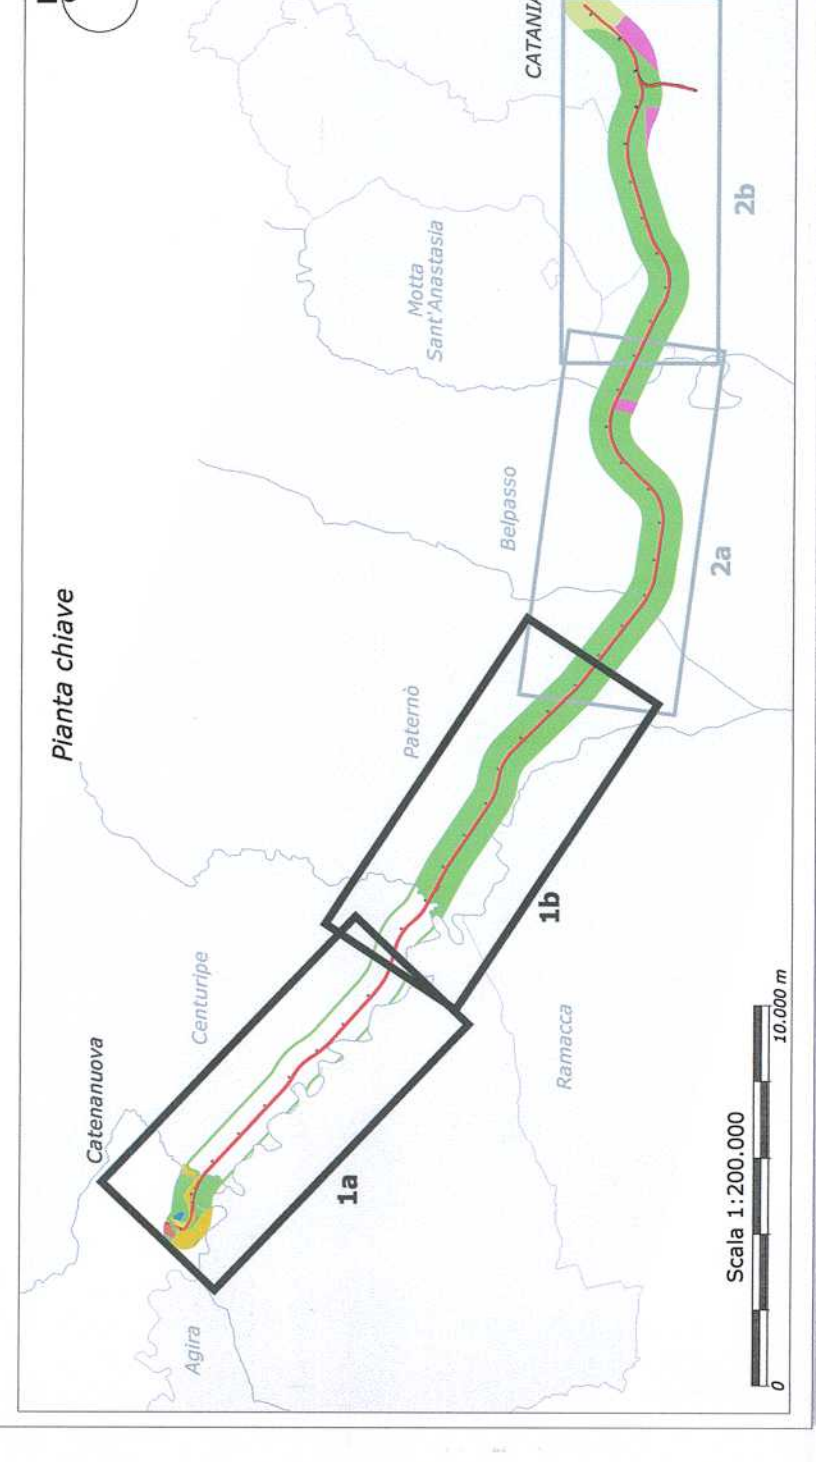 Pianta chiave
Agira
Catenanuova
Centuripe
Paternò
Belpasso
Motta
Sant'Anastasia
CATANIA
1a
1b
2a
2b
Ramacca
Scala 1:200.000
0
10.000 m